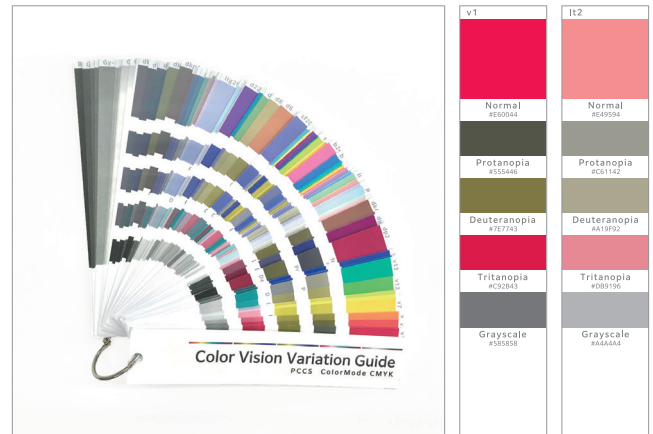 Color Vision Variation Guide
PCCS ColorMode CMYK
v1
Normal
#E60044
Protanopia
#555446
Deuteranopia
#7E7743
Tritanopia
#C92B43
Grayscale
#585858
lt2
Normal
#E49594
Protanopia
#C61142
Deuteranopia
#A19F92
Tritanopia
#DB9196
Grayscale
#A4A4A4